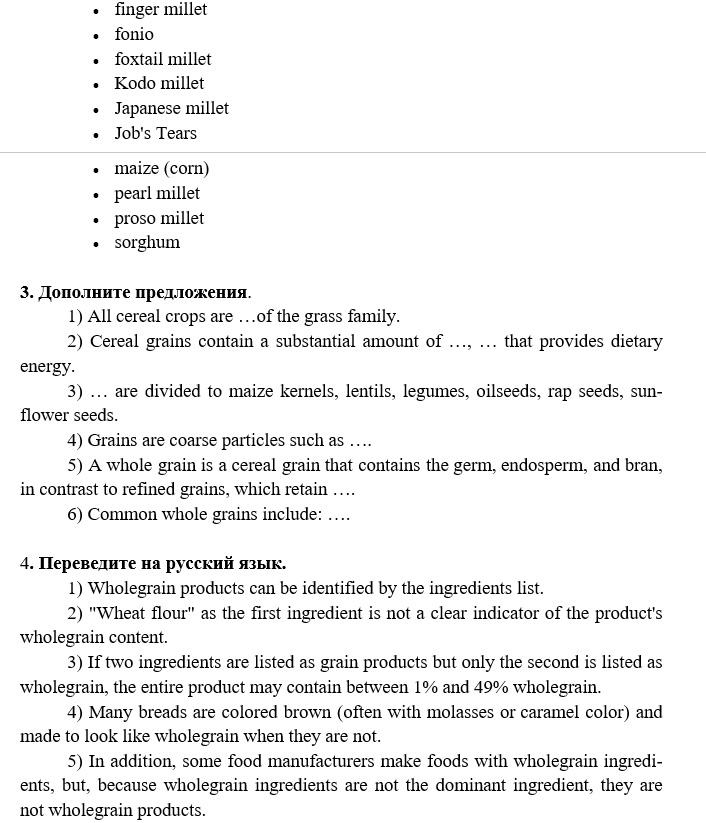 • finger millet
• fonio
• foxtail millet
• Kodo millet
• Japanese millet
• Job's Tears
• maize (corn)
• pearl millet
• proso millet
• sorghum
3. Дополните предложения.
1) All cereal crops are …of the grass family.
2) Cereal grains contain a substantial amount of …, … that provides dietary
energy.
3) … are divided to maize kernels, lentils, legumes, oilseeds, rap seeds, sun-
flower seeds.
4) Grains are coarse particles such as ….
5) A whole grain is a cereal grain that contains the germ, endosperm, and bran,
in contrast to refined grains, which retain ….
6) Common whole grains include: ….
4. Переведите на русский язык.
1) Wholegrain products can be identified by the ingredients list.
2) "Wheat flour" as the first ingredient is not a clear indicator of the product's
wholegrain content.
3) If two ingredients are listed as grain products but only the second is listed as
wholegrain, the entire product may contain between 1% and 49% wholegrain.
4) Many breads are colored brown (often with molasses or caramel color) and
made to look like wholegrain when they are not.
5) In addition, some food manufacturers make foods with wholegrain ingredi-
ents, but, because wholegrain ingredients are not the dominant ingredient, they are
not wholegrain products.